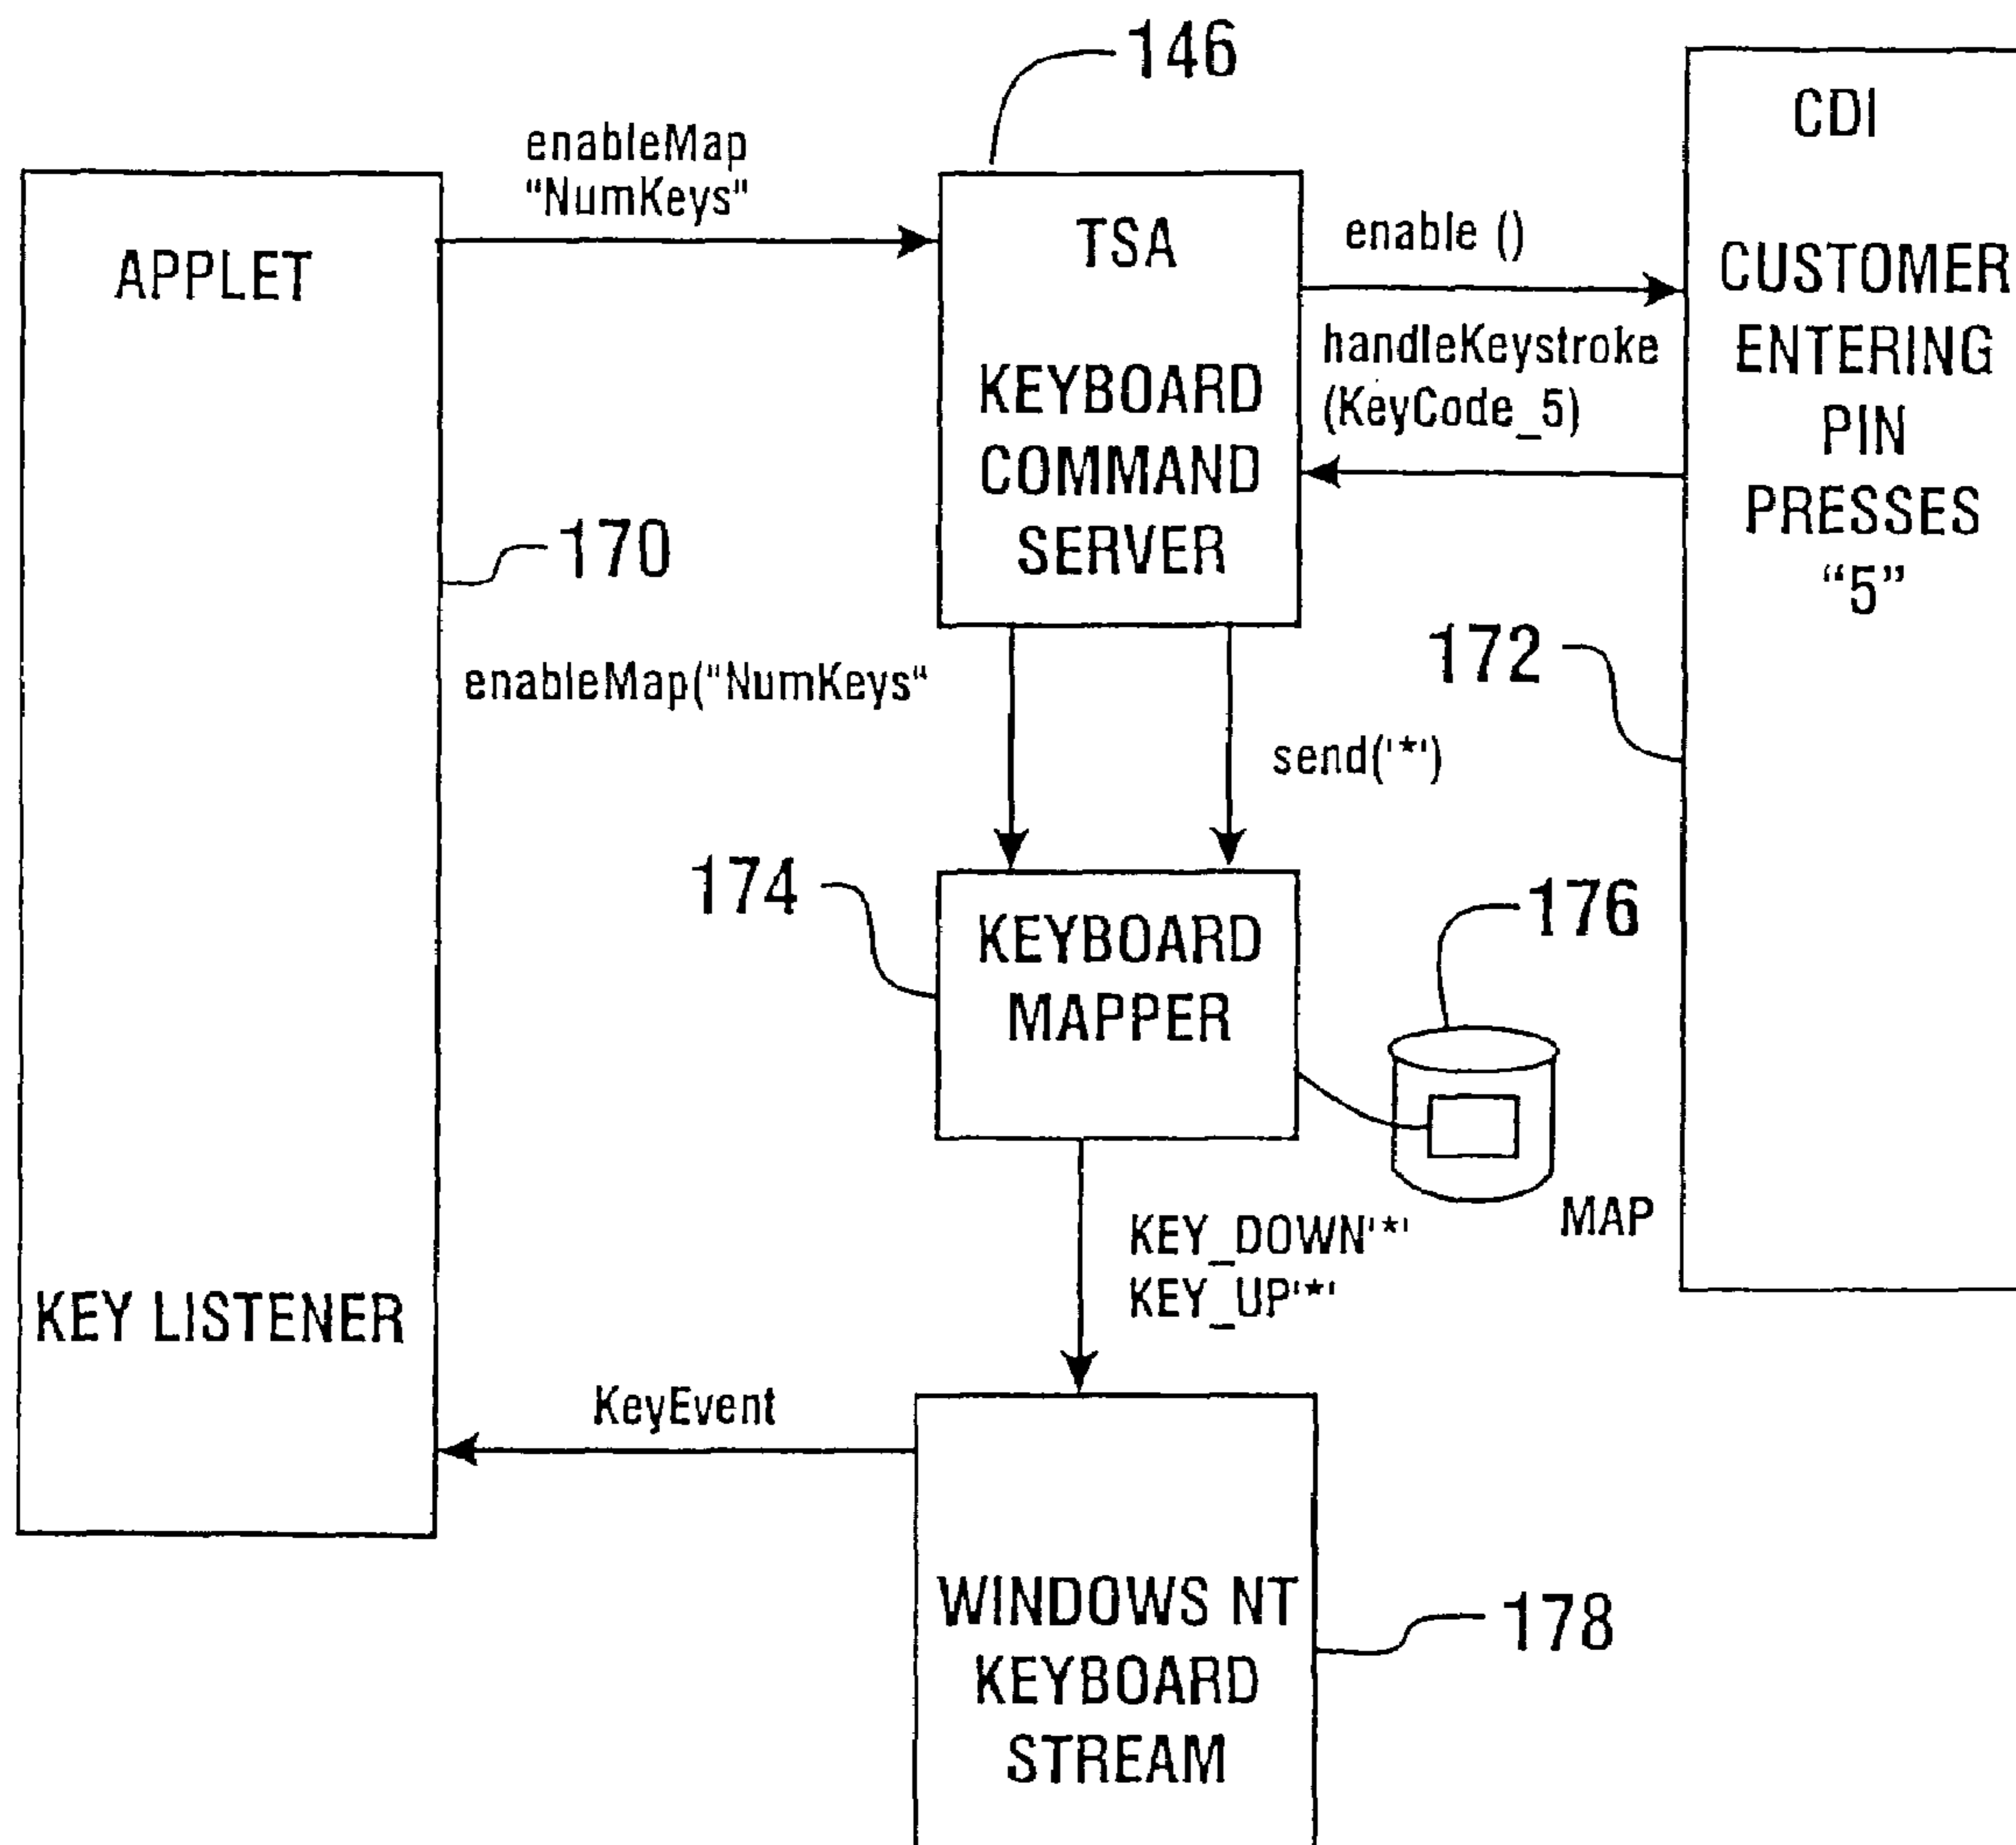 146
enableMap
"NumKeys"
APPLET
TSA
KEYBOARD
COMMAND
SERVER
enable ()
handleKeystroke
(KeyCode_5)
CDI
CUSTOMER
ENTERING
PIN
PRESSES
“5”
170
172
enableMap("NumKeys"
send('*')
174
KEYBOARD
MAPPER
176
MAP
KEY_DOWN'*'
KEY_UP'*'
KEY LISTENER
KeyEvent
WINDOWS NT
KEYBOARD
STREAM
178